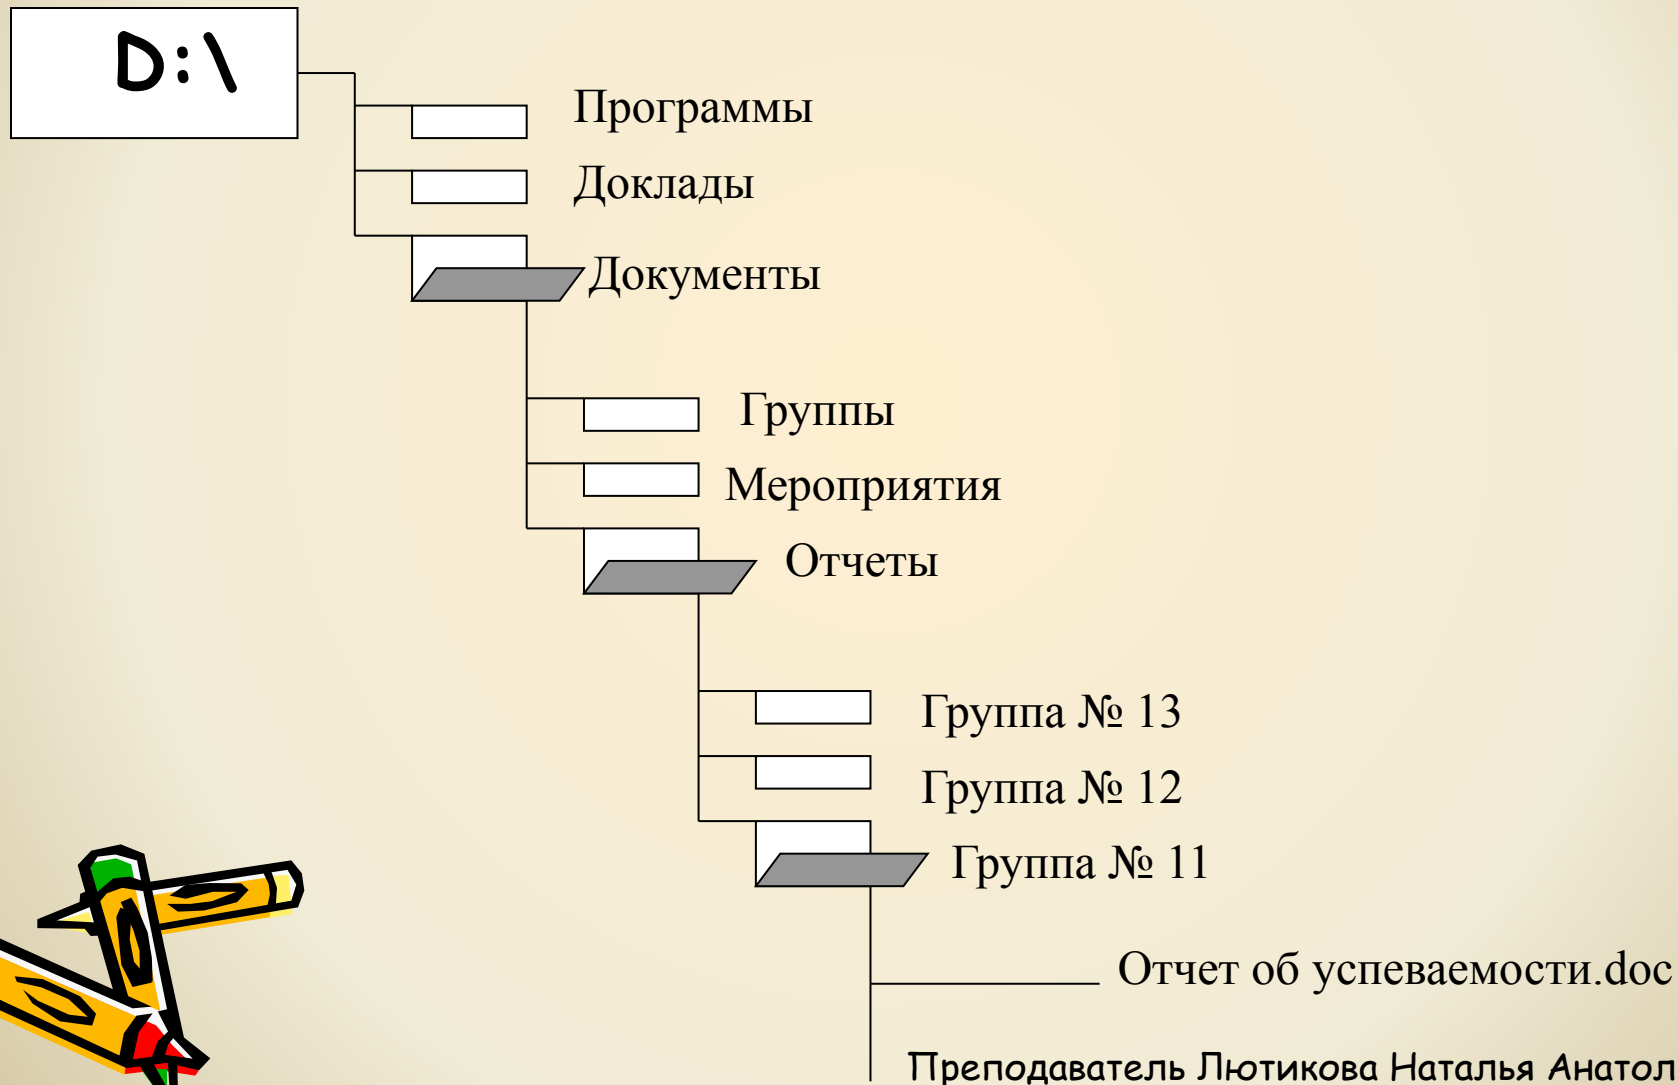 D:\
Программы
Доклады
Документы
Группы
Мероприятия
Отчеты
Группа № 13
Группа № 12
Группа № 11
Отчет об успеваемости.doc
Преподаватель Лютикова Наталья Анатол